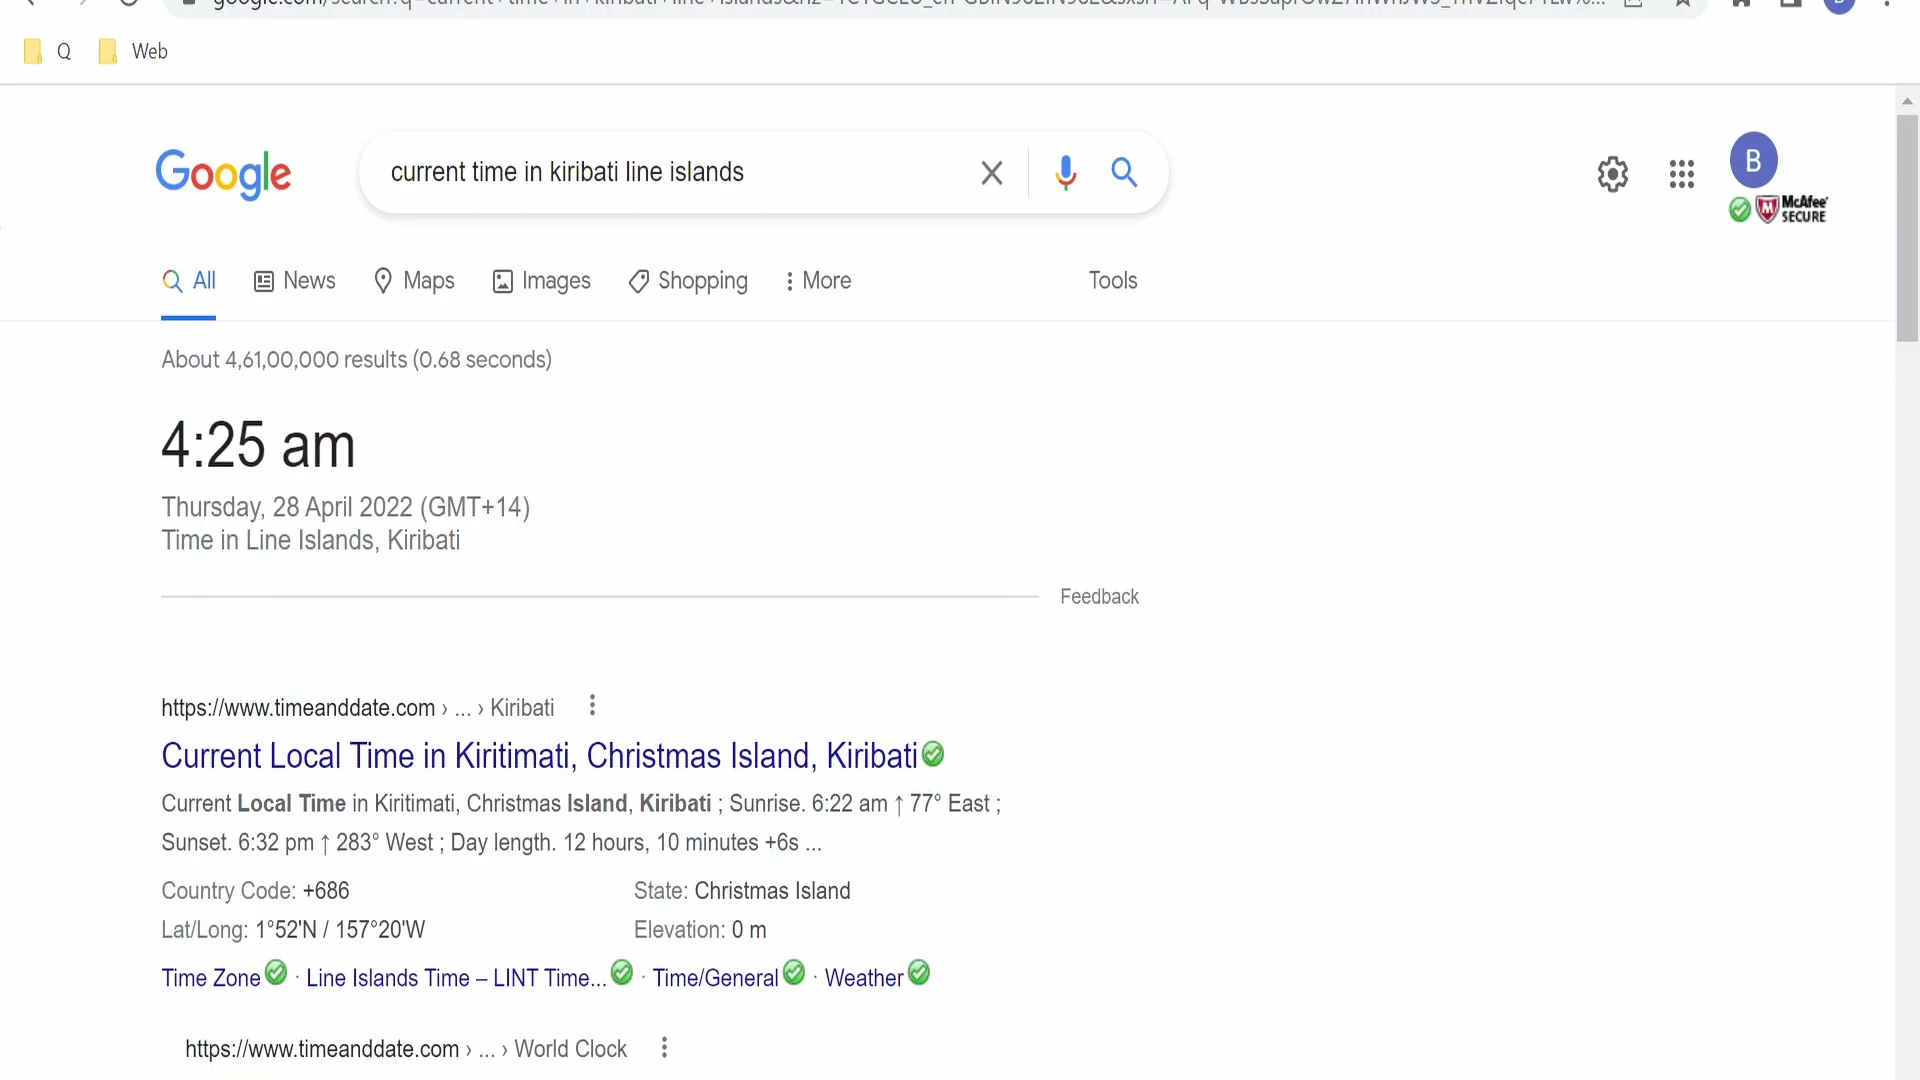 Q Web
Google current time in kiribati line islands B
McAfee
SECURE
All News Maps Images Shopping More Tools
About 4,61,00,000 results (0.68 seconds)
4:25 am
Thursday, 28 April 2022 (GMT+14)
Time in Line Islands, Kiribati
Feedback
https://www.timeanddate.com › ... › Kiribati
Current Local Time in Kiritimati, Christmas Island, Kiribati
Current Local Time in Kiritimati, Christmas Island, Kiribati ; Sunrise. 6:22 am ↑ 77° East ;
Sunset. 6:32 pm ↑ 283° West ; Day length. 12 hours, 10 minutes +6s ...
Country Code: +686 State: Christmas Island
Lat/Long: 1°52'N / 157°20'W Elevation: 0 m
Time Zone · Line Islands Time – LINT Time... · Time/General · Weather
https://www.timeanddate.com › ... › World Clock